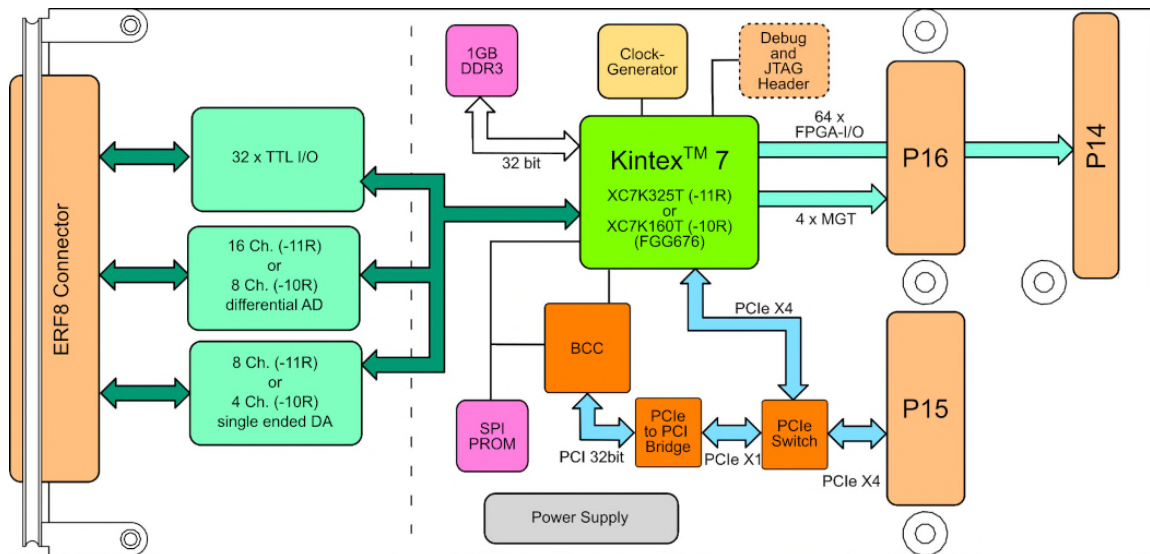 ERF8 Connector
32 x TTL I/O
16 Ch. (-11R)
or
8 Ch. (-10R)
differential AD
8 Ch. (-11R)
or
4 Ch. (-10R)
single ended DA
1GB
DDR3
32 bit
Clock-
Generator
Debug
and
JTAG
Header
Kintex™ 7
XC7K325T (-11R)
or
XC7K160T (-10R)
(FGG676)
64 x
FPGA-I/O
4 x MGT
P16
P14
PCIe X4
BCC
SPI
PROM
PCI 32bit
PCIe
to PCI
Bridge
PCIe X1
PCIe
Switch
PCIe X4
P15
Power Supply